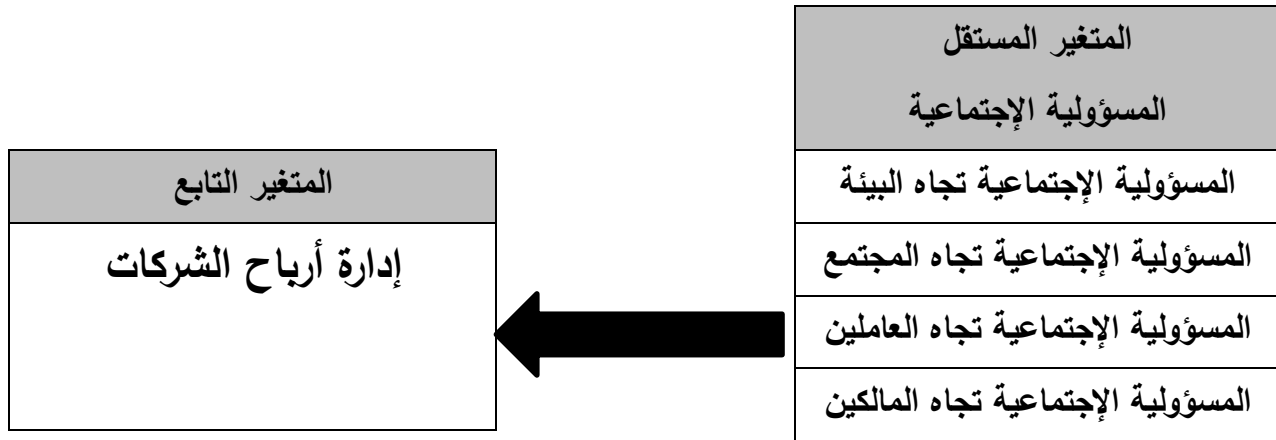 المتغير المستقل
المسؤولية الإجتماعية
المسؤولية الإجتماعية تجاه البيئة
المسؤولية الإجتماعية تجاه المجتمع
المسؤولية الإجتماعية تجاه العاملين
المسؤولية الإجتماعية تجاه المالكين
المتغير التابع
إدارة أرباح الشركات